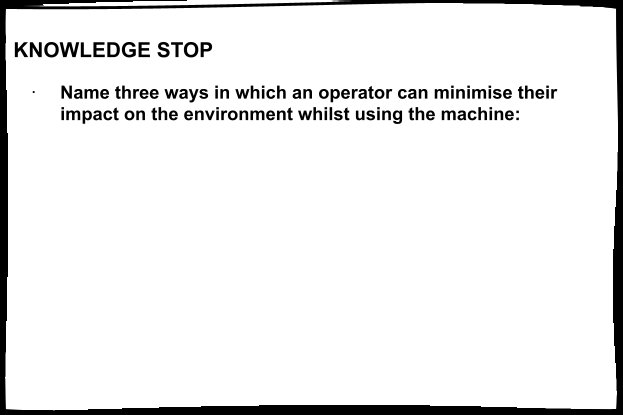 KNOWLEDGE STOP
· Name three ways in which an operator can minimise their
impact on the environment whilst using the machine: